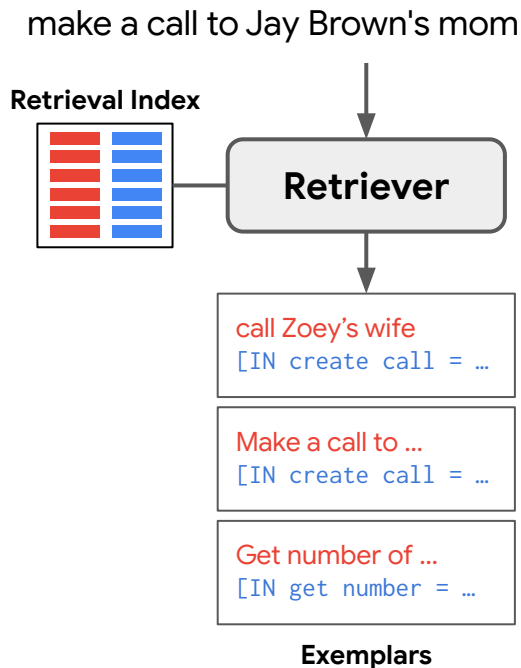 make a call to Jay Brown's mom
Retrieval Index
Retriever
call Zoey’s wife
[IN create call = …
Make a call to ...
[IN create call = …
Get number of ...
[IN get number = …
Exemplars